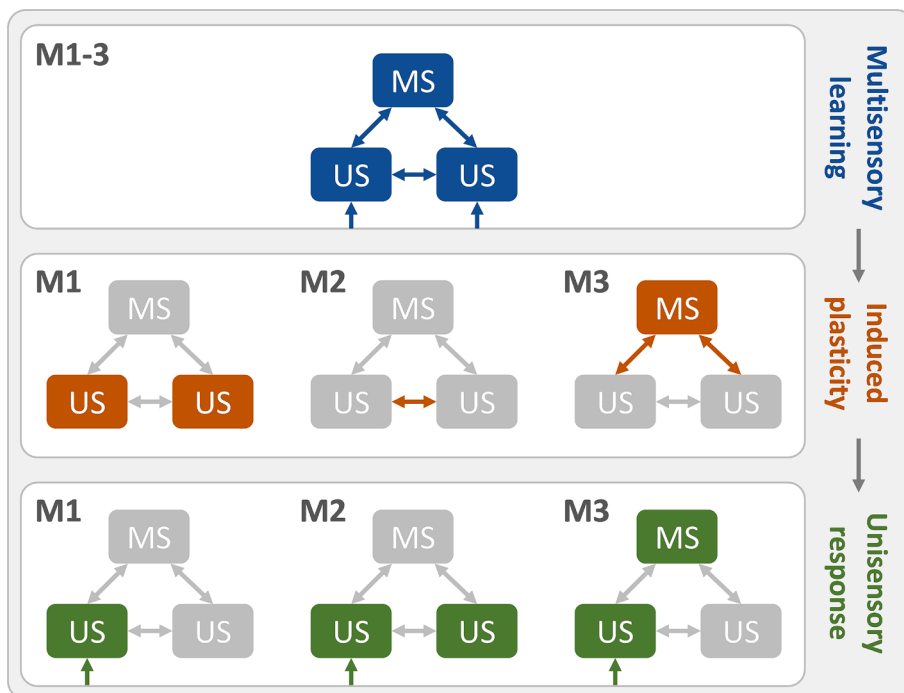 M1-3
MS
US US
Multisensory
learning
M1 M2 M3
MS MS MS
US US US US US US
Induced
plasticity
M1 M2 M3
MS MS MS
US US US US US US
Unisensory
response